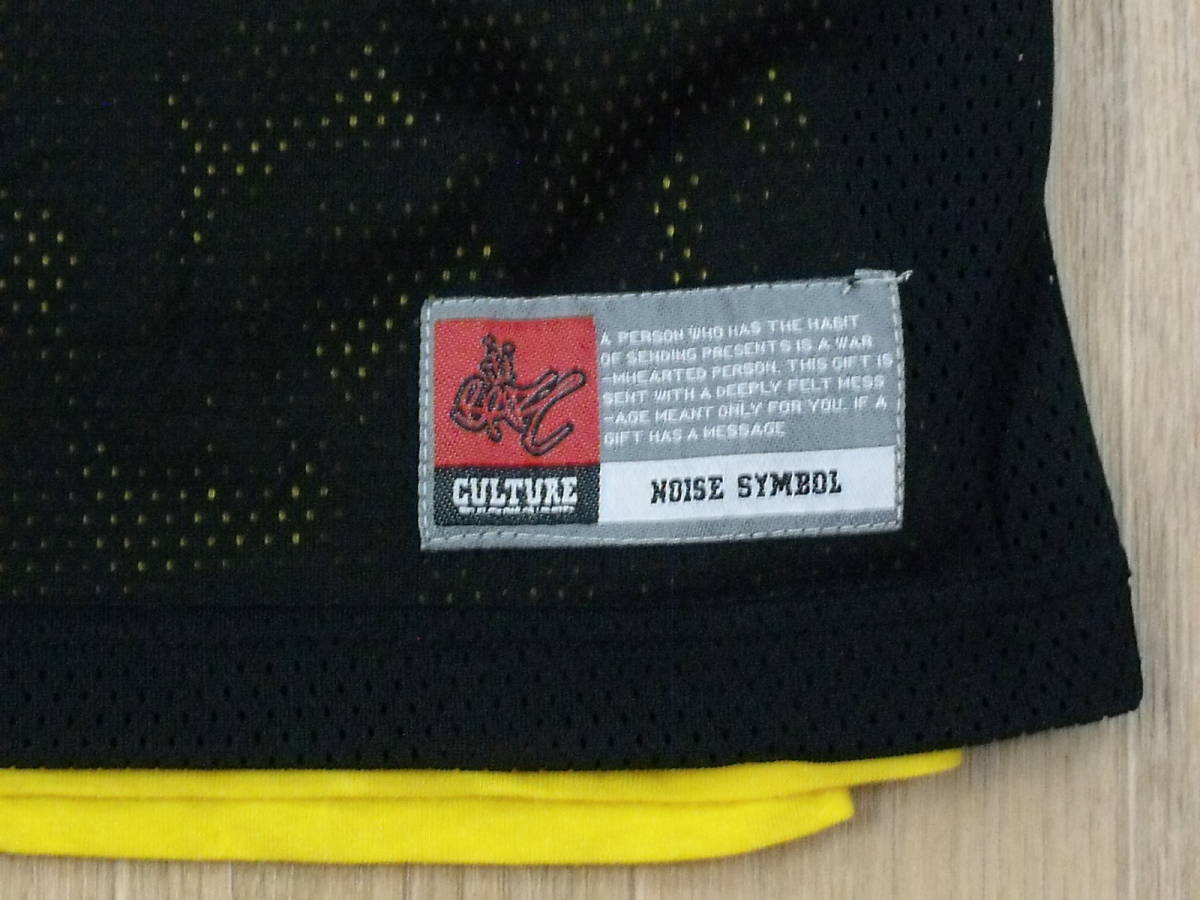 A PERSON WHO HAS THE HABIT
OF SENDING PRESENTS IS A WAR
-MHEARTED PERSON. THIS GIFT IS
SENT WITH A DEEPLY FELT MESS
-AGE MEANT ONLY FOR YOU. IF A
GIFT HAS A MESSAGE
CULTURE
NOISE SYMBOL